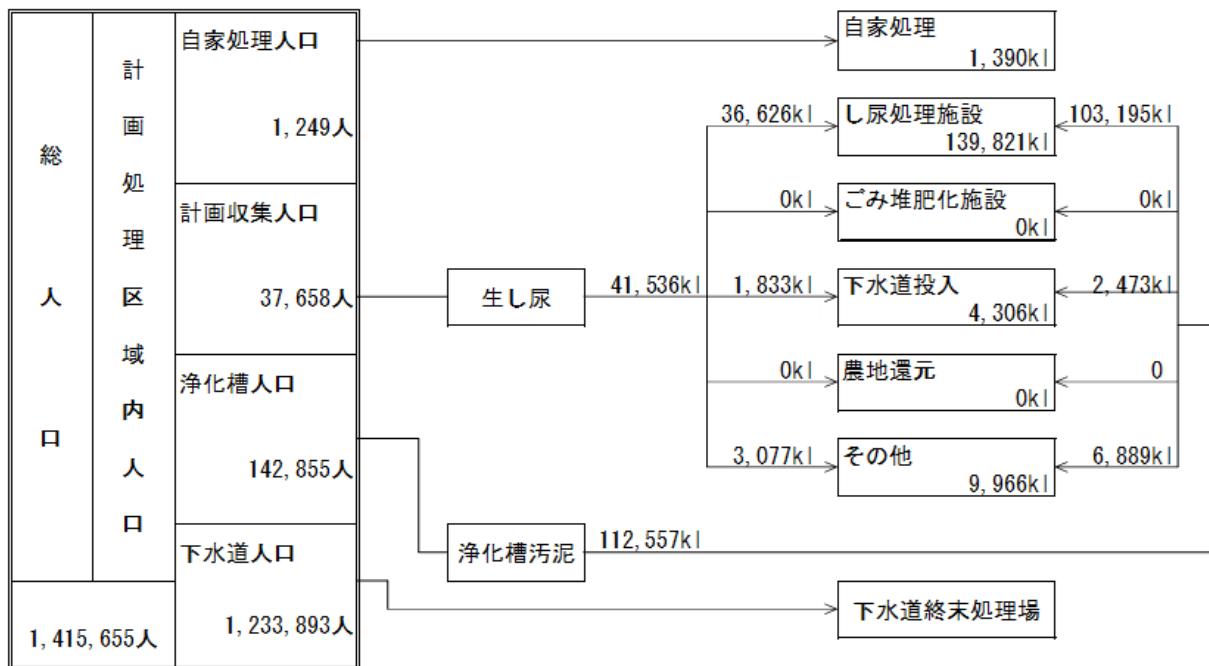 総人口
計画処理区域内人口
1,415,655人
自家処理人口
1,249人
計画収集人口
37,658人
浄化槽人口
142,855人
下水道人口
1,233,893人
生し尿
41,536kl
浄化槽汚泥
112,557kl
自家処理
1,390kl
36,626kl
し尿処理施設
139,821kl
103,195kl
0kl
ごみ堆肥化施設
0kl
0kl
1,833kl
下水道投入
4,306kl
2,473kl
0kl
農地還元
0kl
0
3,077kl
その他
9,966kl
6,889kl
下水道終末処理場